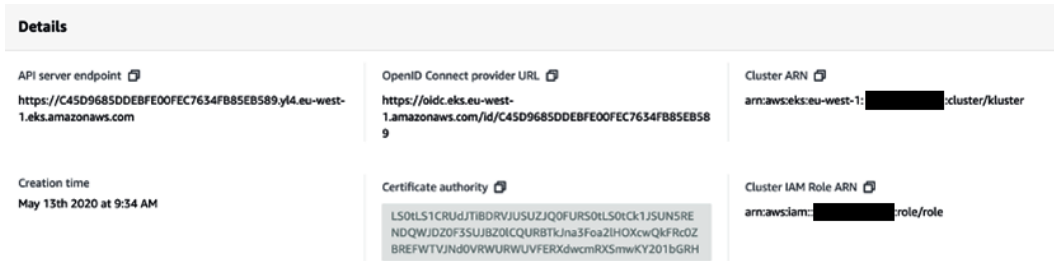 Details
API server endpoint
https://C45D9685DDEBFE00FEC7634FB85EB589.yl4.eu-west-
1.eks.amazonaws.com
OpenID Connect provider URL
https://oidc.eks.eu-west-
1.amazonaws.com/id/C45D9685DDEBFE00FEC7634FB85EB58
9
Cluster ARN
arn:aws:eks:eu-west-1: :cluster/kluster
Creation time
May 13th 2020 at 9:34 AM
Certificate authority
LS0tLS1CRUdJTiBDRVJUSUZJQ0FURS0tLS0tCk1JSUN5RE
NDQWJDZ0F3SUJBZ0lCQURBTkJna3Foa2lHOXcwQkFRc0Z
BREFWTVJNd0VRWURWUVFERXdwcmRXSmwKY201bGRH
Cluster IAM Role ARN
arn:aws:iam:: :role/role